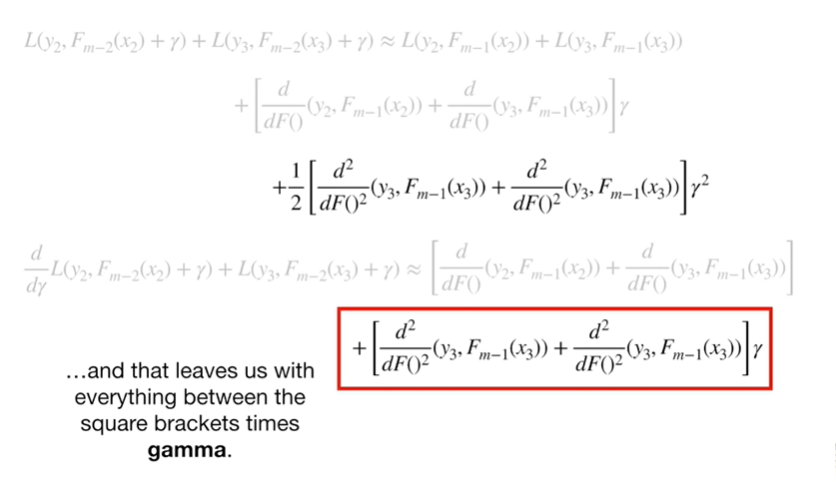 L(y₂, Fₘ₋₂(x₂) + γ) + L(y₃, Fₘ₋₂(x₃) + γ) ≈ L(y₂, Fₘ₋₁(x₂)) + L(y₃, Fₘ₋₁(x₃))
+ [ d/dF() (y₂, Fₘ₋₁(x₂)) + d/dF() (y₃, Fₘ₋₁(x₃)) ] γ
+ 1/2 [ d²/dF()² (y₃, Fₘ₋₁(x₃)) + d²/dF()² (y₃, Fₘ₋₁(x₃)) ] γ²
d/dγ L(y₂, Fₘ₋₂(x₂) + γ) + L(y₃, Fₘ₋₂(x₃) + γ) ≈ [ d/dF() (y₂, Fₘ₋₁(x₂)) + d/dF() (y₃, Fₘ₋₁(x₃)) ]
+ [ d²/dF()² (y₃, Fₘ₋₁(x₃)) + d²/dF()² (y₃, Fₘ₋₁(x₃)) ] γ
…and that leaves us with
everything between the
square brackets times
gamma.